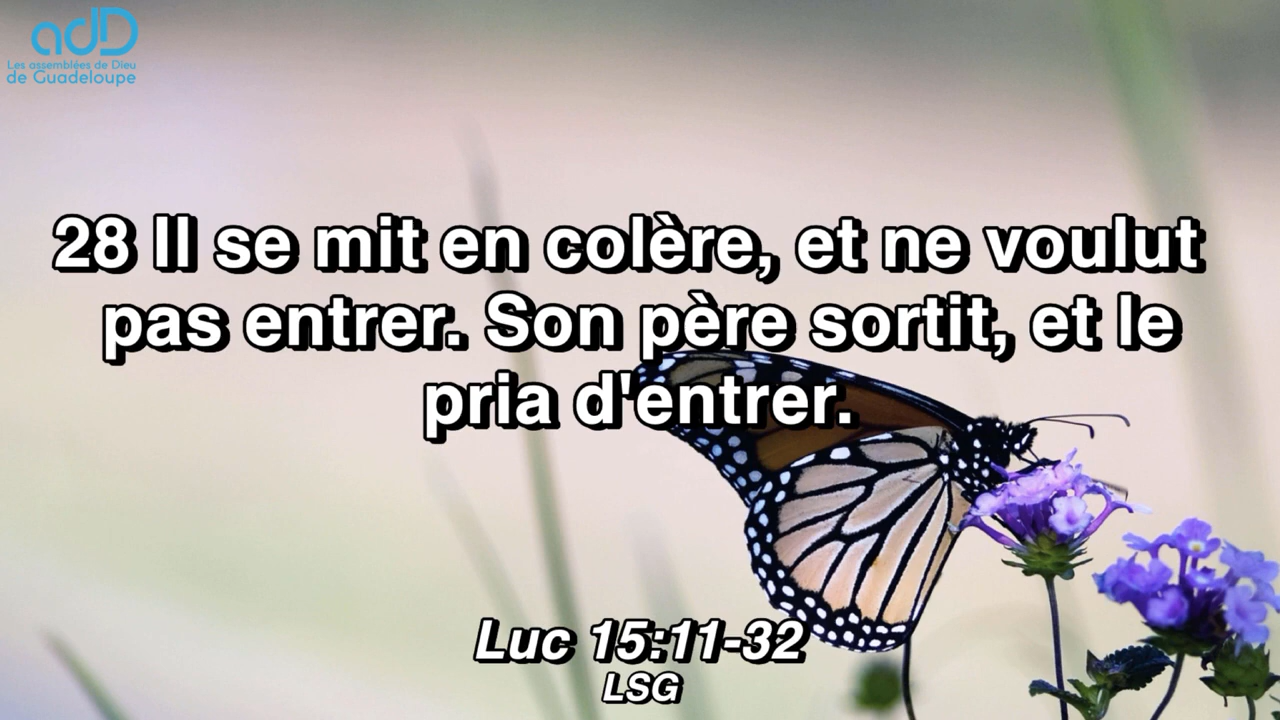 adD
Les assemblées de Dieu
de Guadeloupe
28 Il se mit en colère, et ne voulut
pas entrer. Son père sortit, et le
pria d'entrer.
Luc 15:11-32
LSG